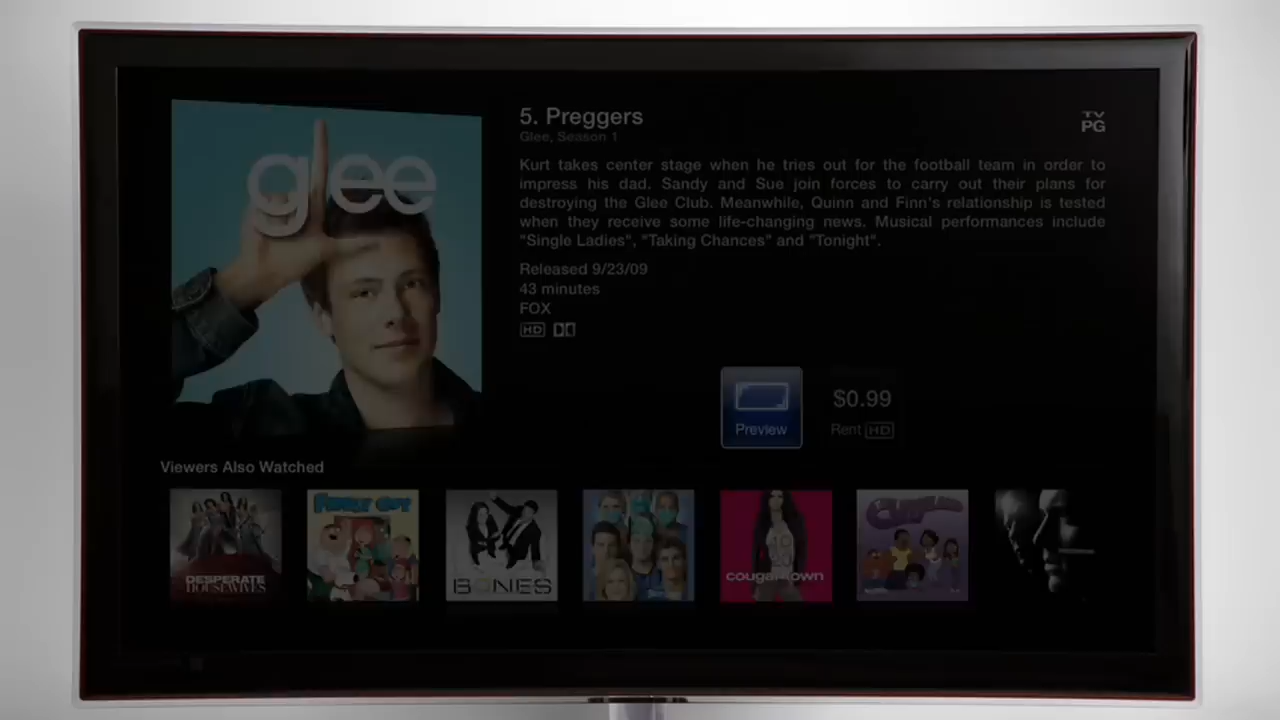 glee
5. Preggers
Glee, Season 1
TV
PG
Kurt takes center stage when he tries out for the football team in order to
impress his dad. Sandy and Sue join forces to carry out their plans for
destroying the Glee Club. Meanwhile, Quinn and Finn's relationship is tested
when they receive some life-changing news. Musical performances include
"Single Ladies", "Taking Chances" and "Tonight".
Released 9/23/09
43 minutes
FOX
HD
Preview
$0.99
Rent HD
Viewers Also Watched
DESPERATE
HOUSEWIVES
FAMILY GUY
BONES
cougar town